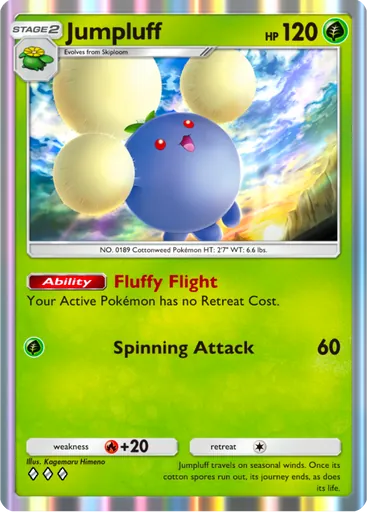 STAGE 2 Jumpluff HP 120
Evolves from Skiploom
NO. 0189 Cottonweed Pokémon HT: 2'7" WT: 6.6 lbs.
Ability Fluffy Flight
Your Active Pokémon has no Retreat Cost.
Spinning Attack 60
weakness +20 retreat
Illus. Kagemaru Himeno
Jumpluff travels on seasonal winds. Once its
cotton spores run out, its journey ends, as does
its life.